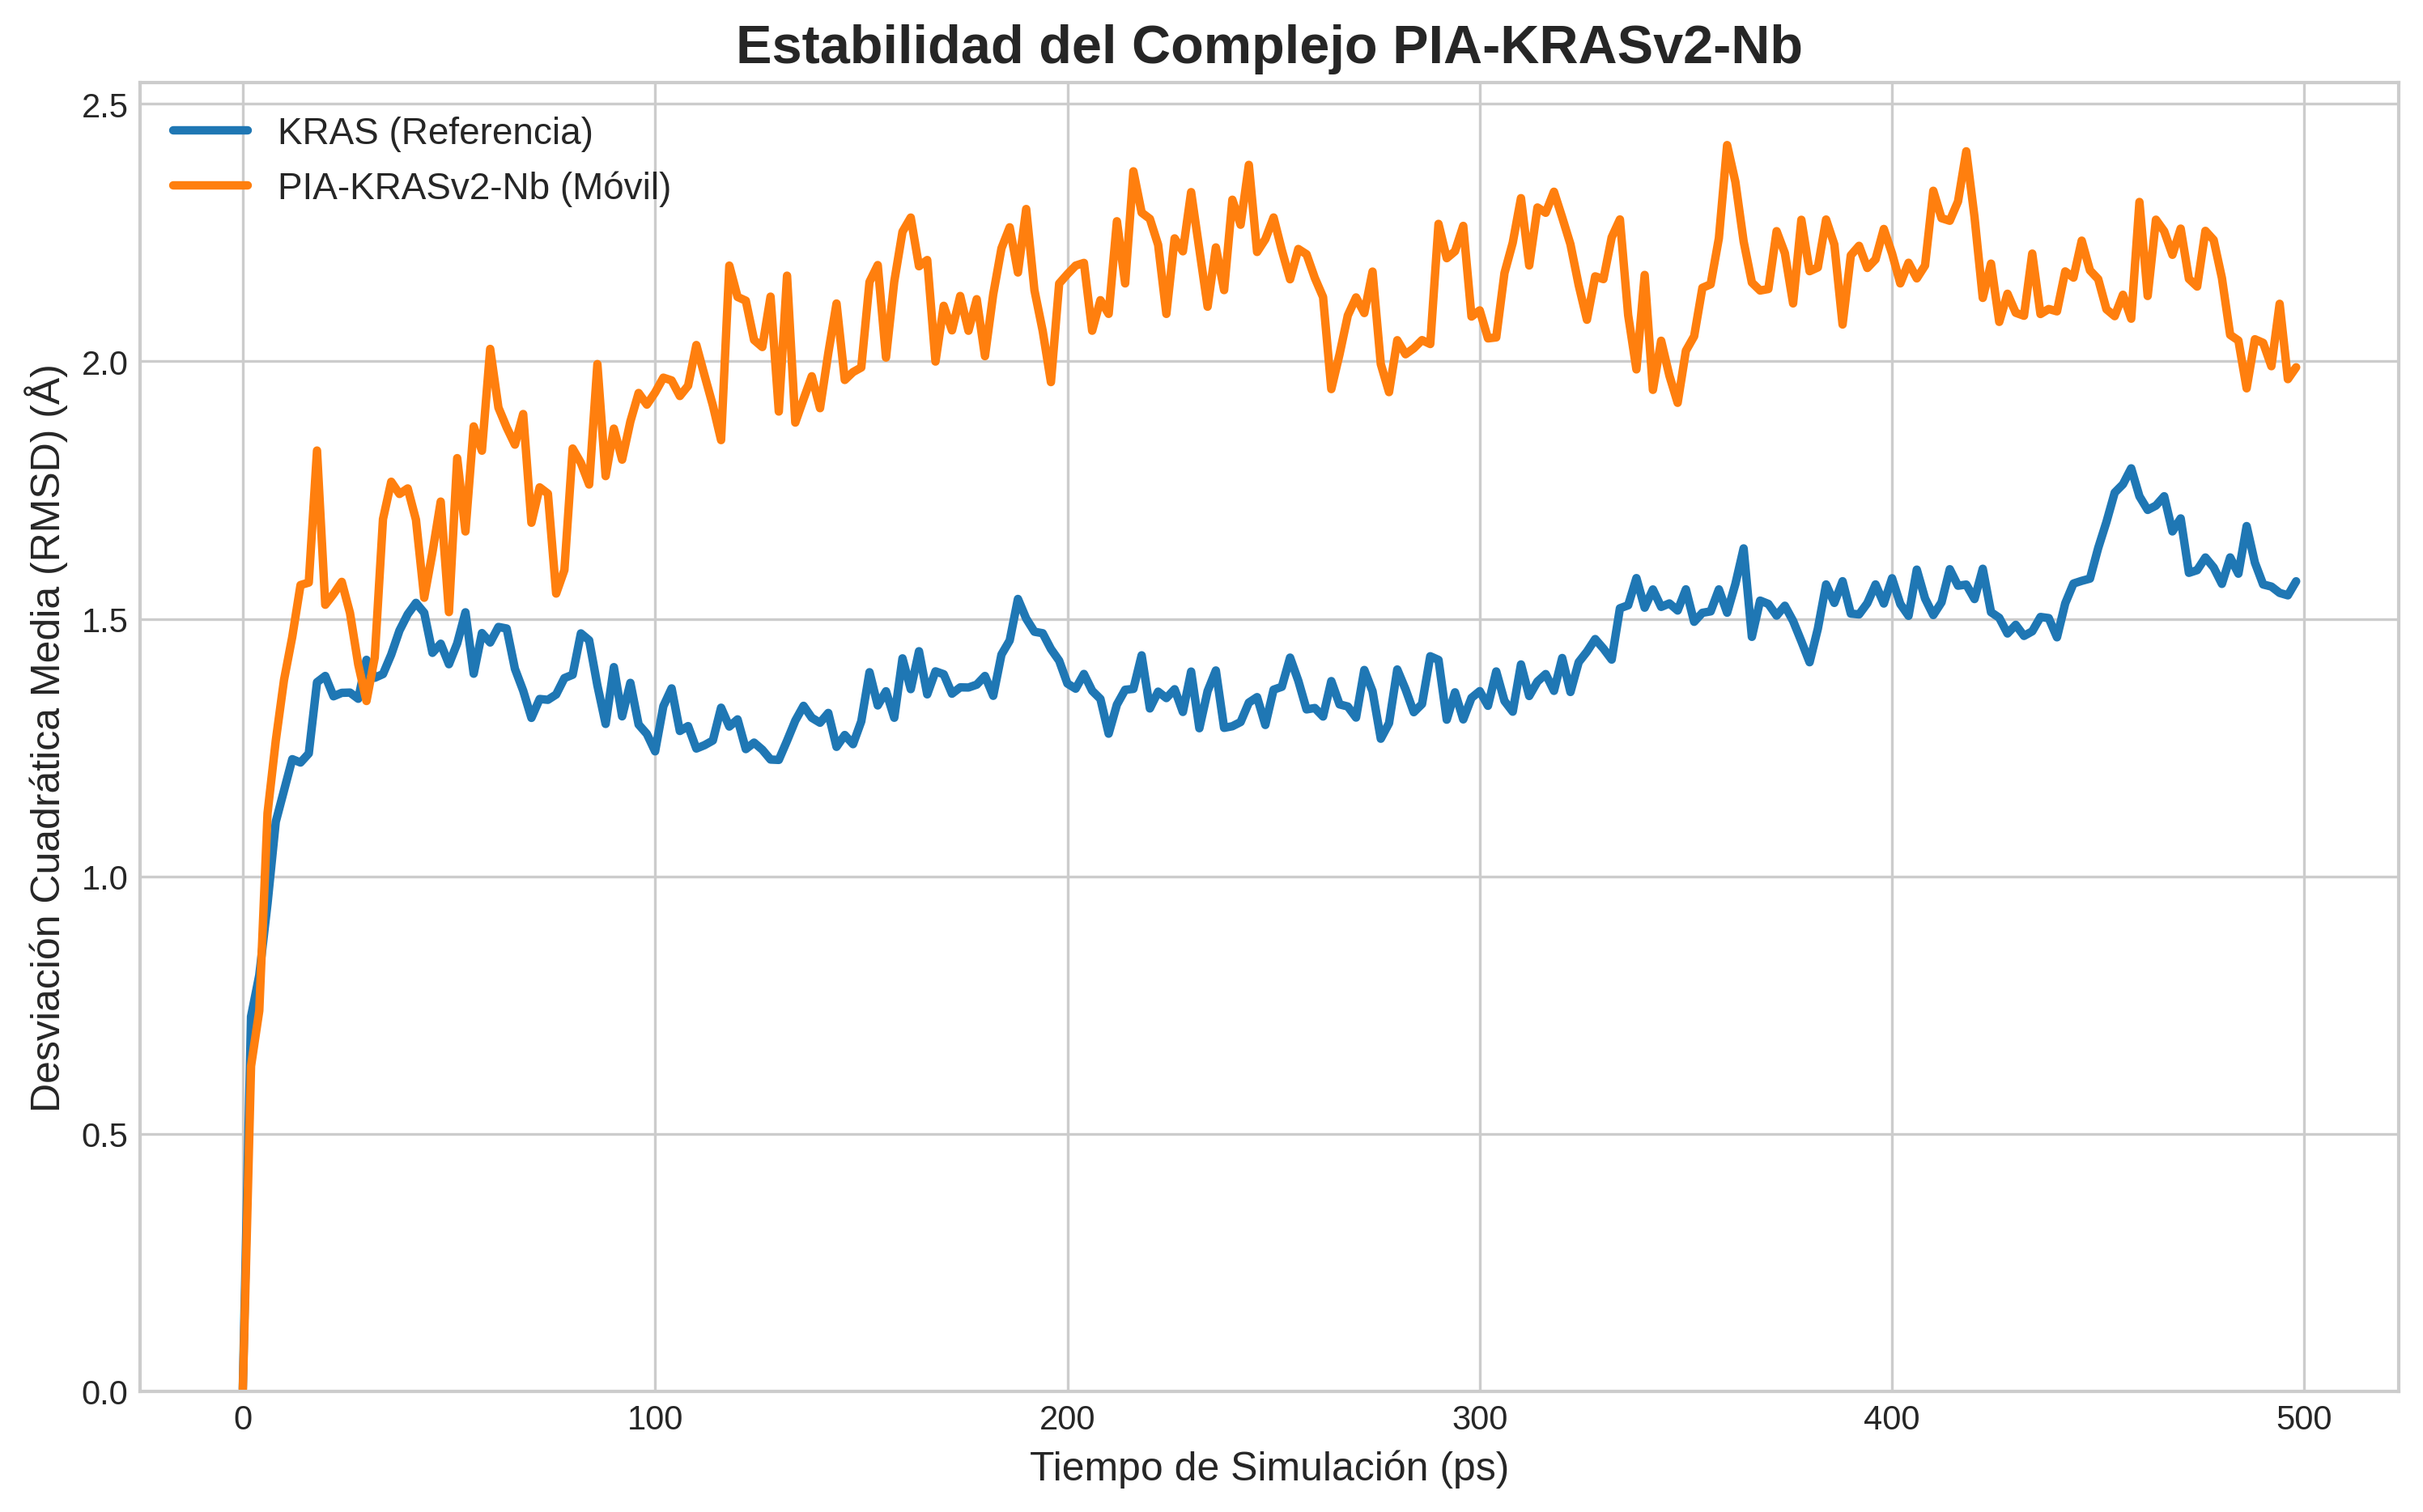 Estabilidad del Complejo PIA-KRASv2-Nb
KRAS (Referencia)
PIA-KRASv2-Nb (Móvil)
Desviación Cuadrática Media (RMSD) (Å)
2.5
2.0
1.5
1.0
0.5
0.0
0 100 200 300 400 500
Tiempo de Simulación (ps)